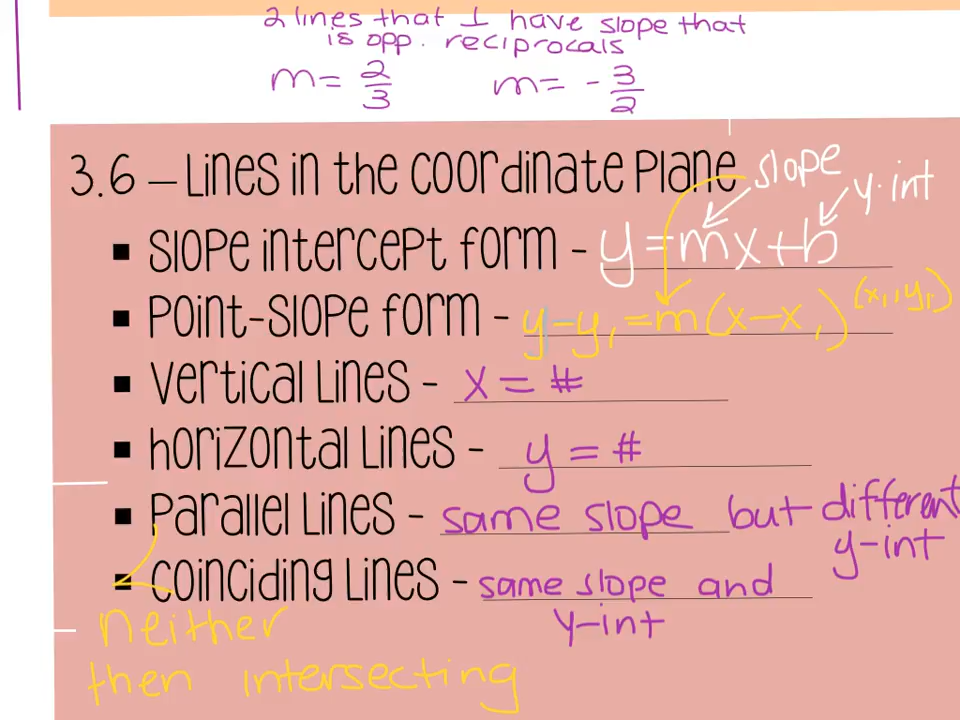 2 lines that ⊥ have slope that
is opp. reciprocals
m = 2/3 m = -3/2
3.6 – Lines in the Coordinate Plane
slope
y-int
▪ Slope intercept form – y = mx + b
▪ Point-Slope form – y - y₁ = m(x - x₁) (x₁, y₁)
▪ Vertical Lines – x = #
▪ Horizontal Lines – y = #
▪ Parallel Lines – same slope but different
y-int
▪ Coinciding Lines – same slope and
y-int
neither
then intersecting